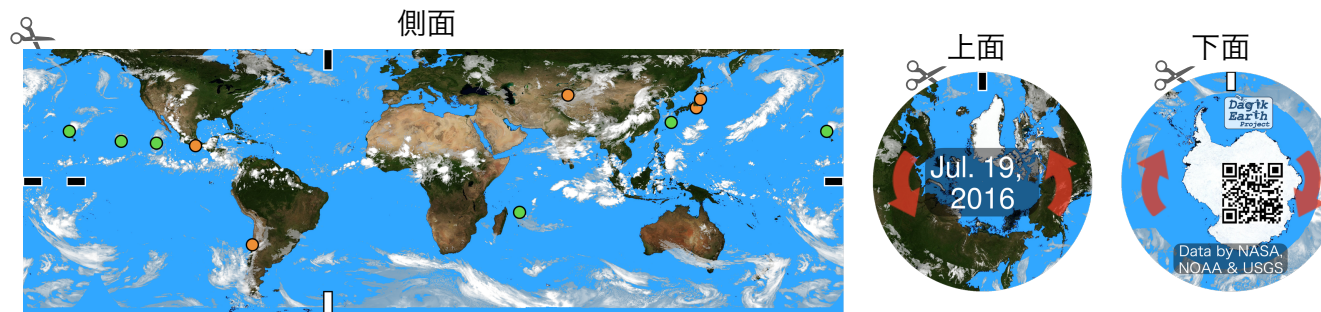 側面
上面
下面
Jul. 19,
2016
Dagik
Earth
Project
Data by NASA,
NOAA & USGS